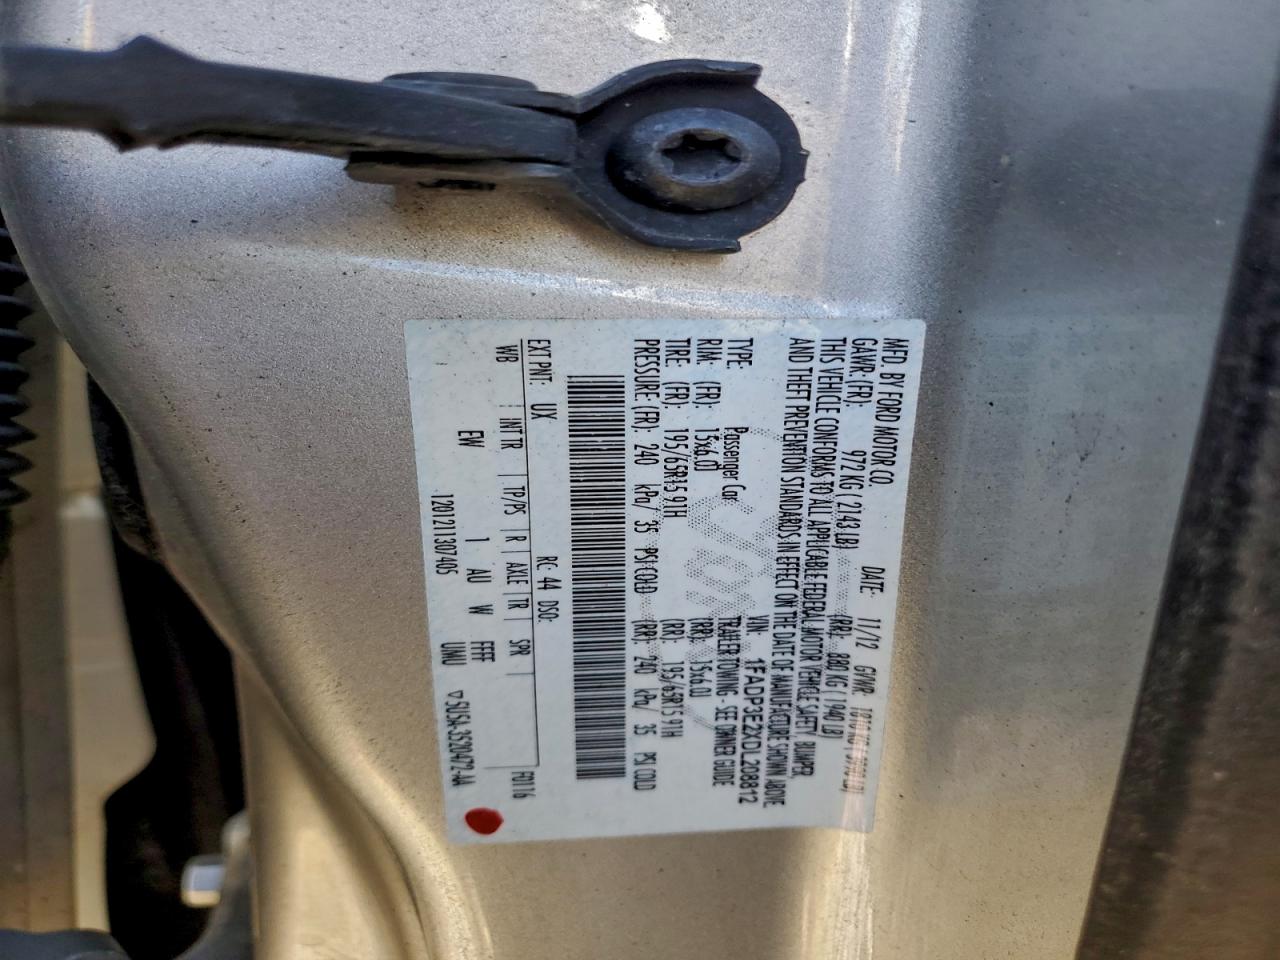 MFD. BY FORD MOTOR CO.
DATE: 11/12 GVWR:
GAWR: (FR): 972 KG ( 2143 LB) (RR): 880 KG ( 1940 LB)
THIS VEHICLE CONFORMS TO ALL APPLICABLE FEDERAL MOTOR VEHICLE SAFETY, BUMPER,
AND THEFT PREVENTION STANDARDS IN EFFECT ON THE DATE OF MANUFACTURE SHOWN ABOVE
VIN: 1FADP3E2XDL208812
TYPE: Passenger Car TRAILER TOWING - SEE OWNER GUIDE
RIM: (FR): 15x6.0 (RR): 15x6.0
TIRE: (FR): 195/65R15 91H (RR): 195/65R15 91H
PRESSURE (FR): 240 kPa/ 35 PSI COLD (RR): 240 kPa/ 35 PSI COLD
EXT PNT: UX RC: 44 DSO: F0116
WB INT TR TP/PS R AXLE TR SPR
EW 1 AU W FFFF
UMU
120121130 7405 ▽5U5A-3520472-AA